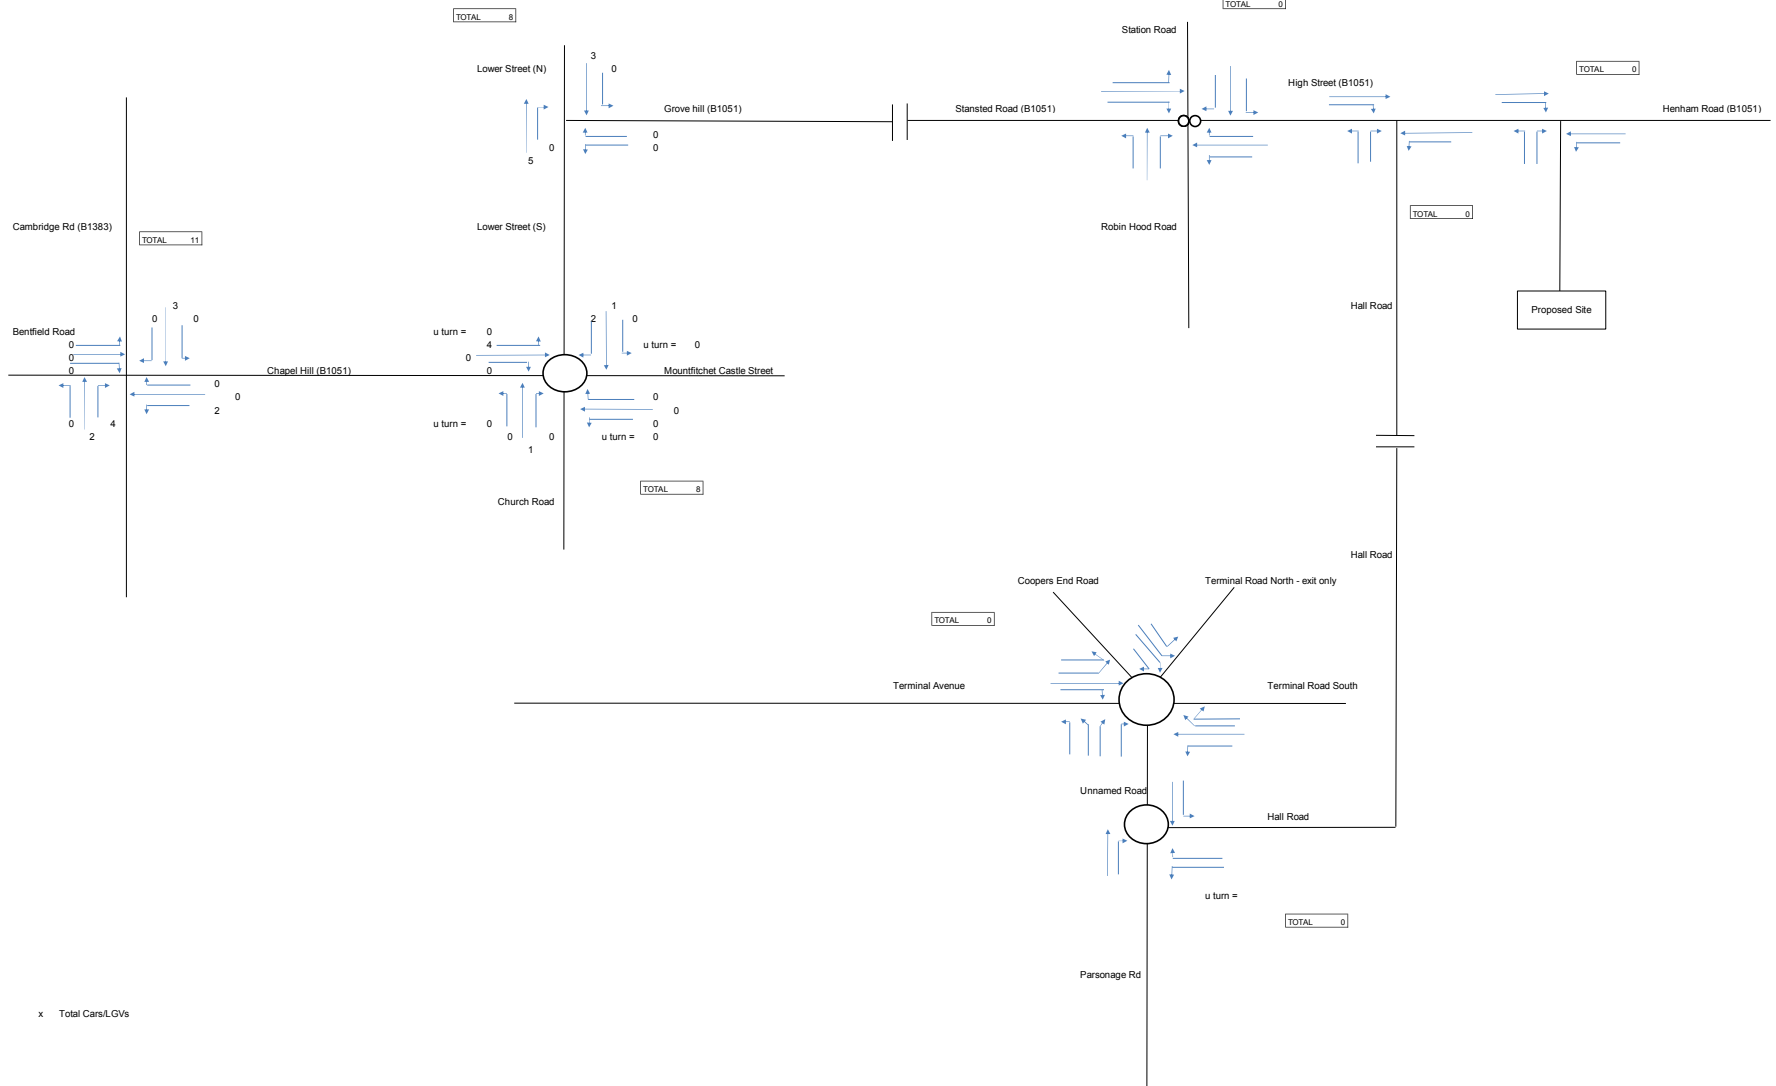 TOTAL 0
TOTAL 8
Station Road
3
Lower Street (N)
0
TOTAL 0
High Street (B1051)
Grove hill (B1051)
Stansted Road (B1051)
Henham Road (B1051)
0
0 0
5
TOTAL 0
Cambridge Rd (B1383)
Lower Street (S)
Robin Hood Road
TOTAL 11
3
1
Hall Road
Proposed Site
0 0
2 0
Bentfield Road
u turn = 0
0
4
u turn = 0
0
0
0
0
Chapel Hill (B1051)
Mountfitchet Castle Street
0
0
0
2
0
0
0 4
u turn = 0
0
2
0 0
u turn = 0
1
TOTAL 8
Church Road
Hall Road
Coopers End Road
Terminal Road North - exit only
TOTAL 0
Terminal Avenue
Terminal Road South
Unnamed Road
Hall Road
u turn =
TOTAL 0
Parsonage Rd
x Total Cars/LGVs